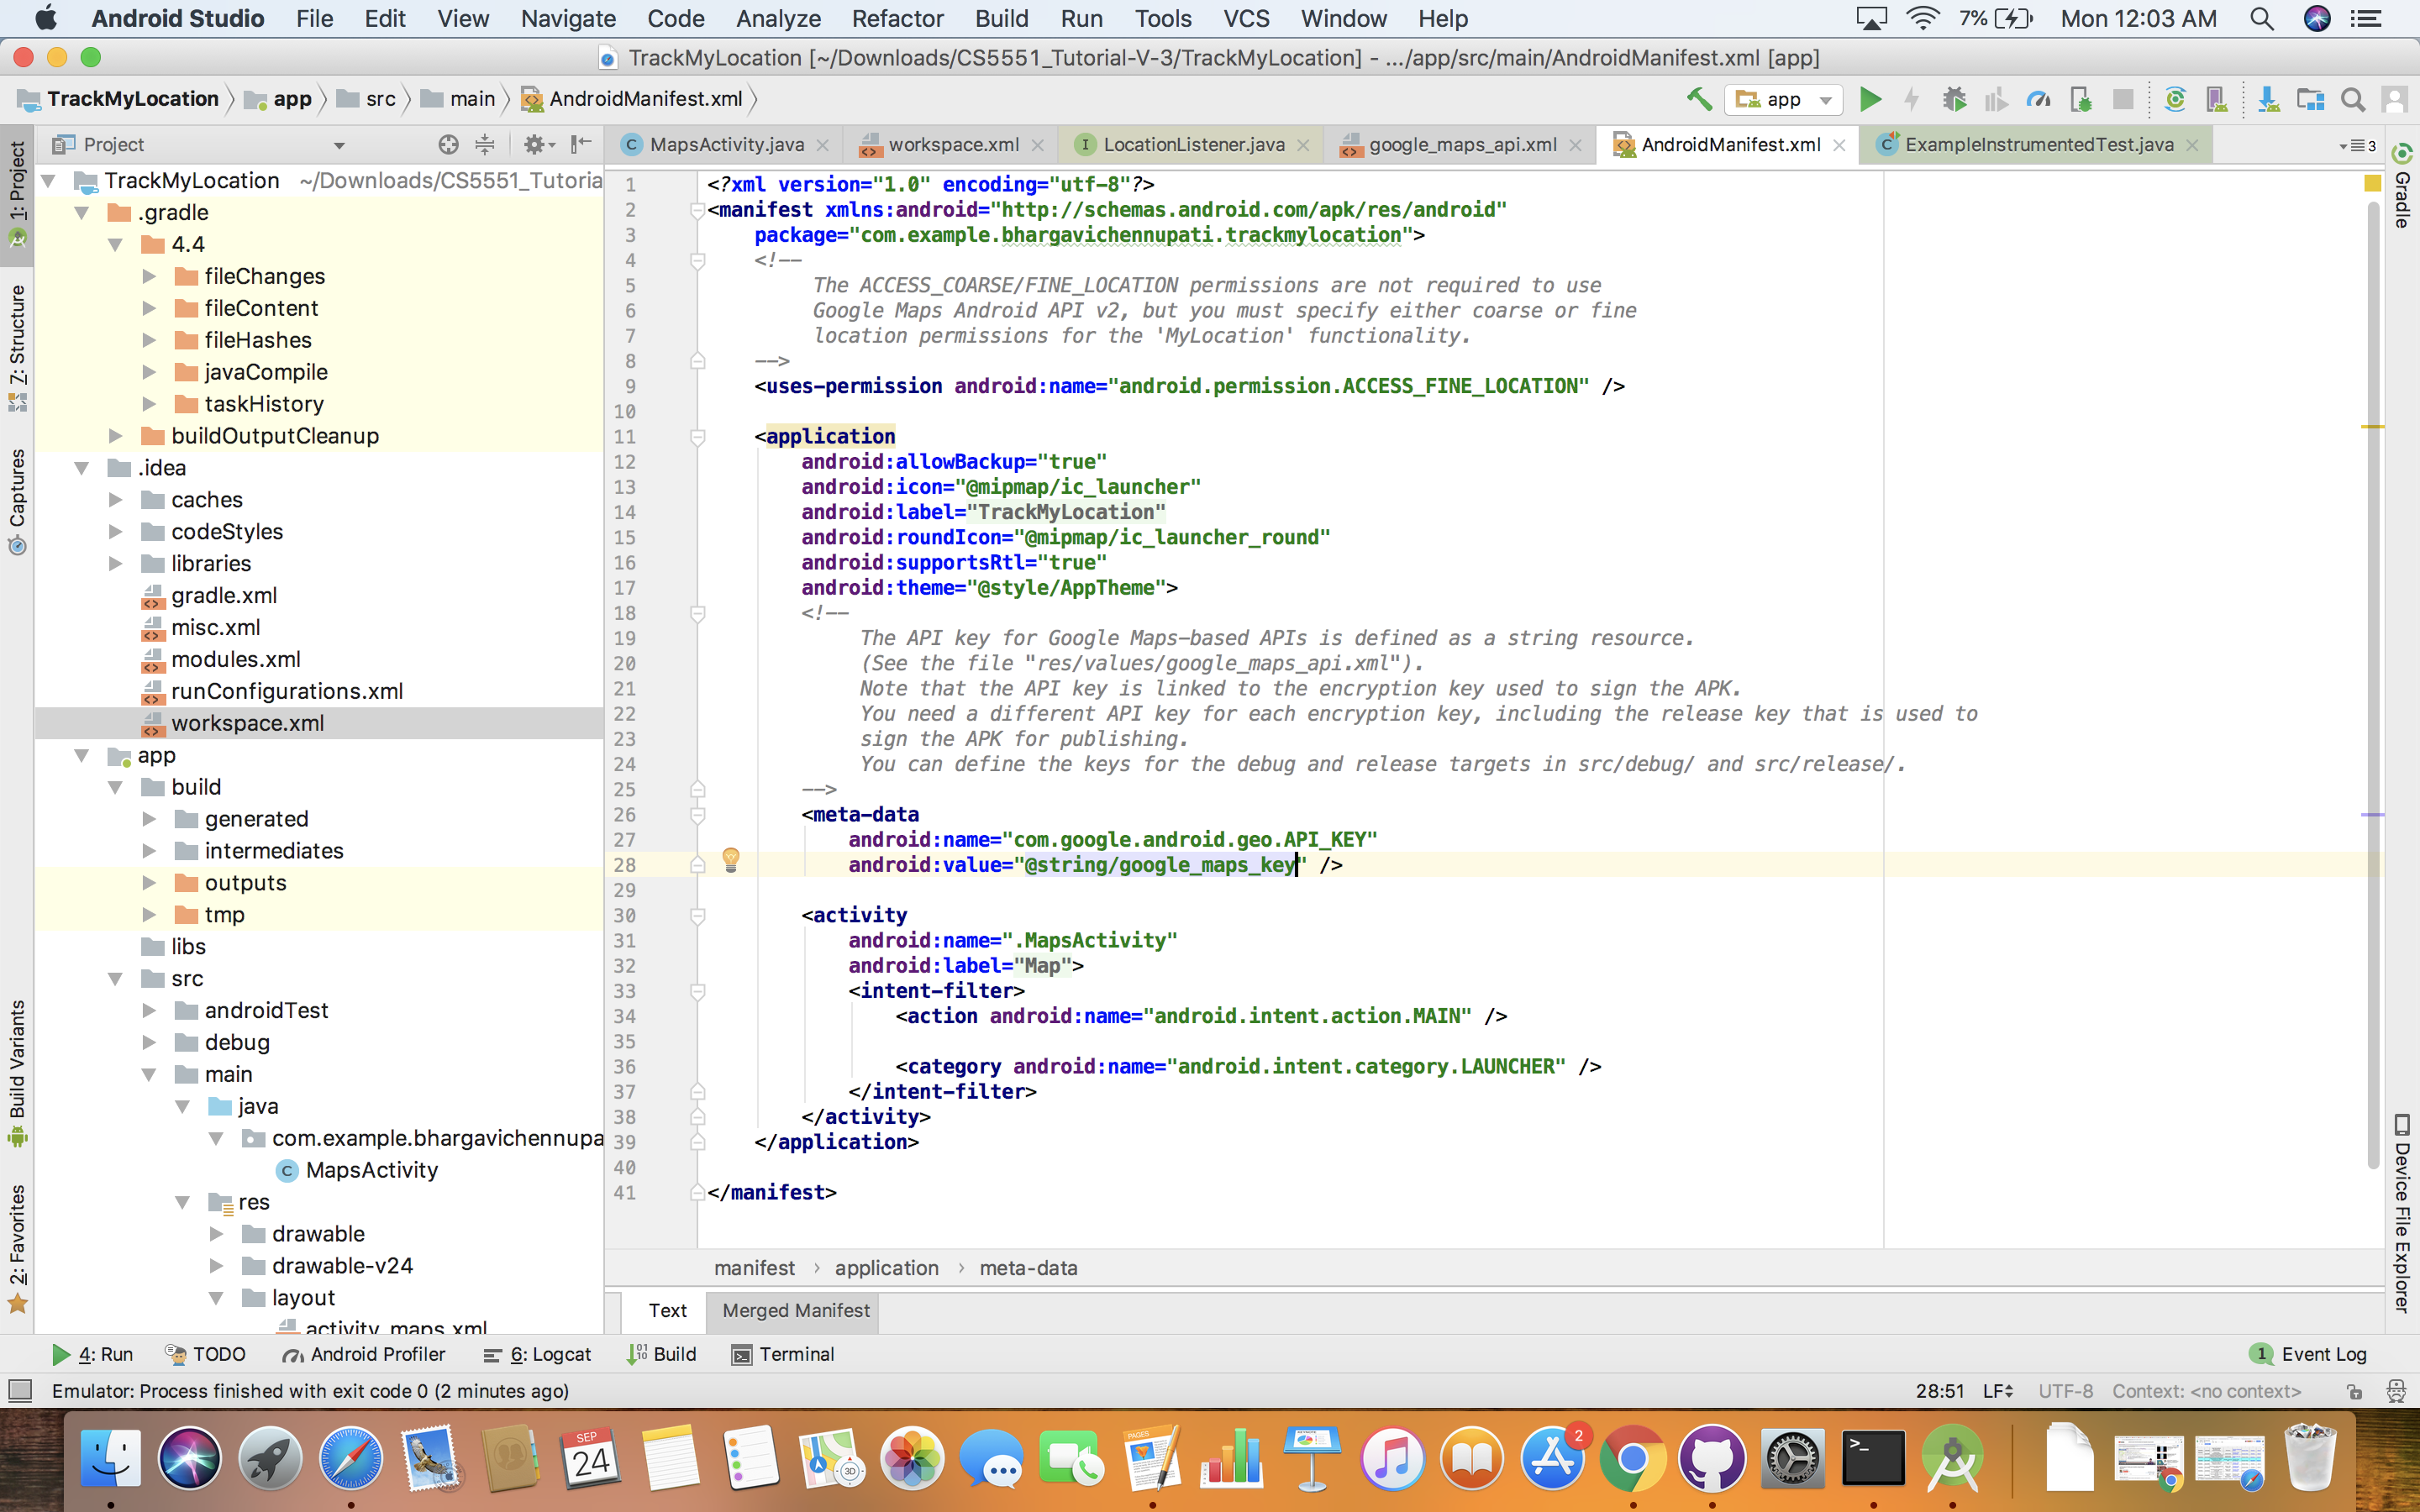 Android Studio File Edit View Navigate Code Analyze Refactor Build Run Tools VCS Window Help 7% Mon 12:03 AM
TrackMyLocation [~/Downloads/CS5551_Tutorial-V-3/TrackMyLocation] - .../app/src/main/AndroidManifest.xml [app]
TrackMyLocation app src main AndroidManifest.xml app
Project MapsActivity.java workspace.xml LocationListener.java google_maps_api.xml AndroidManifest.xml ExampleInstrumentedTest.java 3
1: Project
7: Structure
Captures
Build Variants
2: Favorites
TrackMyLocation ~/Downloads/CS5551_Tutoria
.gradle
4.4
fileChanges
fileContent
fileHashes
javaCompile
taskHistory
buildOutputCleanup
.idea
caches
codeStyles
libraries
gradle.xml
misc.xml
modules.xml
runConfigurations.xml
workspace.xml
app
build
generated
intermediates
outputs
tmp
libs
src
androidTest
debug
main
java
com.example.bhargavichennupa
MapsActivity
res
drawable
drawable-v24
layout
activity_maps.xml
1 <?xml version="1.0" encoding="utf-8"?>
2 <manifest xmlns:android="http://schemas.android.com/apk/res/android"
3 package="com.example.bhargavichennupati.trackmylocation">
4 <!--
5 The ACCESS_COARSE/FINE_LOCATION permissions are not required to use
6 Google Maps Android API v2, but you must specify either coarse or fine
7 location permissions for the 'MyLocation' functionality.
8 -->
9 <uses-permission android:name="android.permission.ACCESS_FINE_LOCATION" />
10
11 <application
12 android:allowBackup="true"
13 android:icon="@mipmap/ic_launcher"
14 android:label="TrackMyLocation"
15 android:roundIcon="@mipmap/ic_launcher_round"
16 android:supportsRtl="true"
17 android:theme="@style/AppTheme">
18 <!--
19 The API key for Google Maps-based APIs is defined as a string resource.
20 (See the file "res/values/google_maps_api.xml").
21 Note that the API key is linked to the encryption key used to sign the APK.
22 You need a different API key for each encryption key, including the release key that is used to
23 sign the APK for publishing.
24 You can define the keys for the debug and release targets in src/debug/ and src/release/.
25 -->
26 <meta-data
27 android:name="com.google.android.geo.API_KEY"
28 android:value="@string/google_maps_key" />
29
30 <activity
31 android:name=".MapsActivity"
32 android:label="Map">
33 <intent-filter>
34 <action android:name="android.intent.action.MAIN" />
35
36 <category android:name="android.intent.category.LAUNCHER" />
37 </intent-filter>
38 </activity>
39 </application>
40
41 </manifest>
manifest › application › meta-data
Text Merged Manifest
Gradle
Device File Explorer
4: Run TODO Android Profiler 6: Logcat Build Terminal 1 Event Log
Emulator: Process finished with exit code 0 (2 minutes ago) 28:51 LF UTF-8 Context: <no context>
SEP
24
3D
PAGES
2
>_